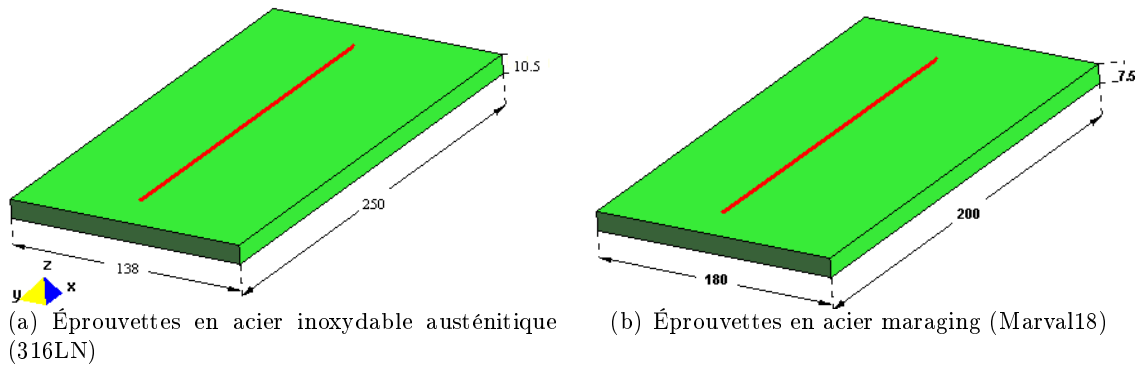 10.5
250
138
z
y x
7.5
200
180
(a) Éprouvettes en acier inoxydable austénitique
(316LN)
(b) Éprouvettes en acier maraging (Marval18)